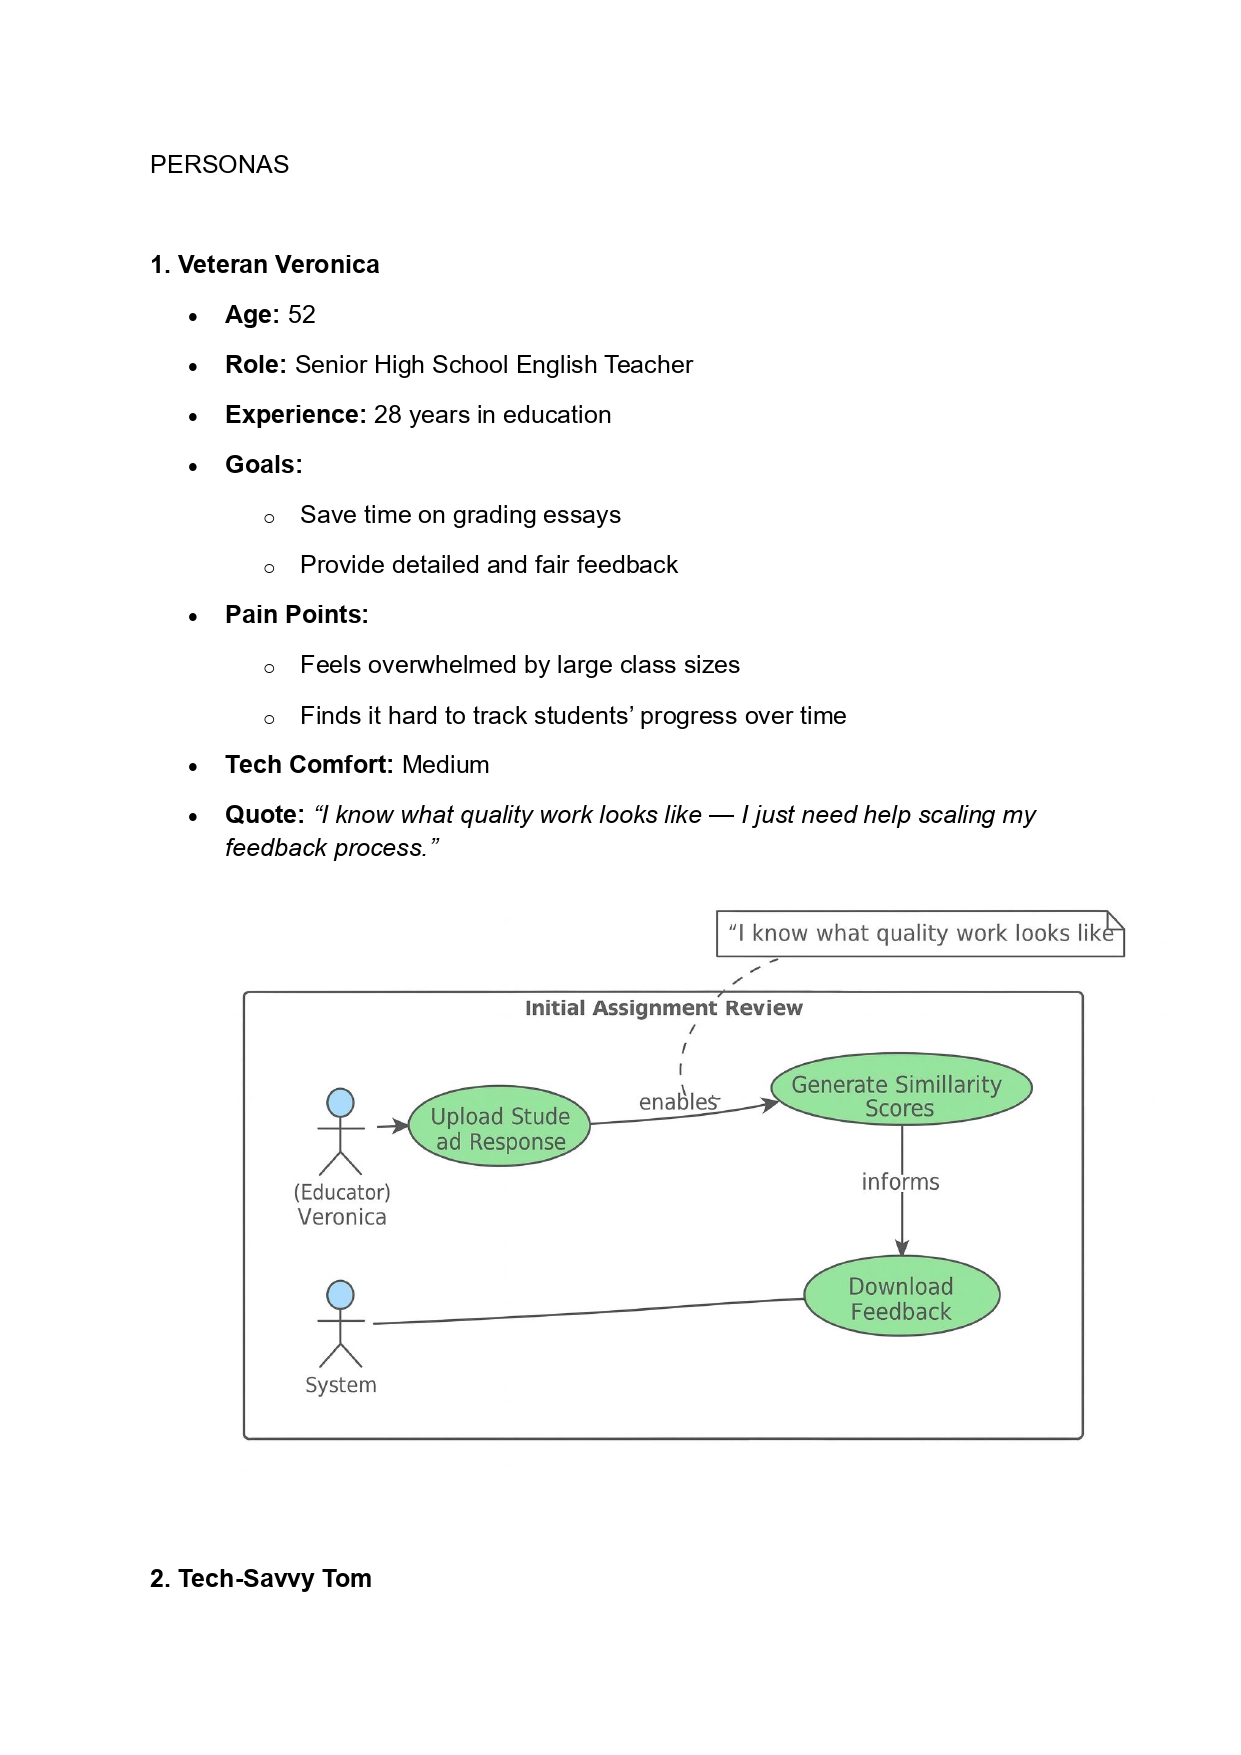 PERSONAS
1. Veteran Veronica
• Age: 52
• Role: Senior High School English Teacher
• Experience: 28 years in education
• Goals:
o Save time on grading essays
o Provide detailed and fair feedback
• Pain Points:
o Feels overwhelmed by large class sizes
o Finds it hard to track students’ progress over time
• Tech Comfort: Medium
• Quote: “I know what quality work looks like — I just need help scaling my
feedback process.”
“I know what quality work looks like
Initial Assignment Review
Generate Simillarity
Scores
enables
Upload Stude
ad Response
informs
(Educator)
Veronica
Download
Feedback
System
2. Tech-Savvy Tom